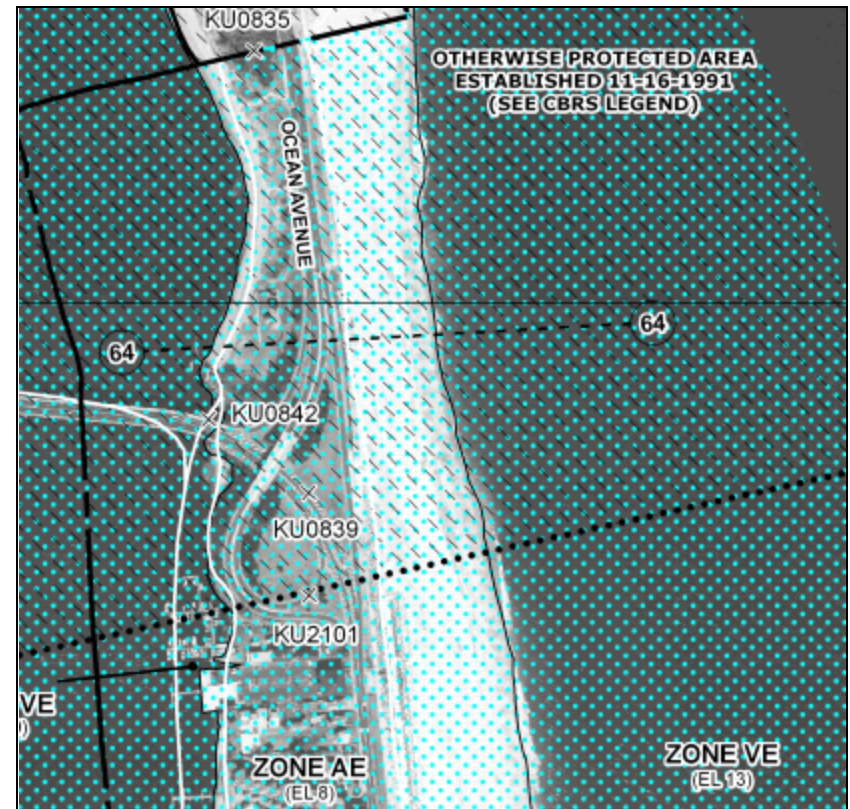 KU0835
OTHERWISE PROTECTED AREA
ESTABLISHED 11-16-1991
(SEE CBRS LEGEND)
OCEAN AVENUE
64
64
KU0842
KU0839
KU2101
VE
ZONE AE
(EL 8)
ZONE VE
(EL 13)